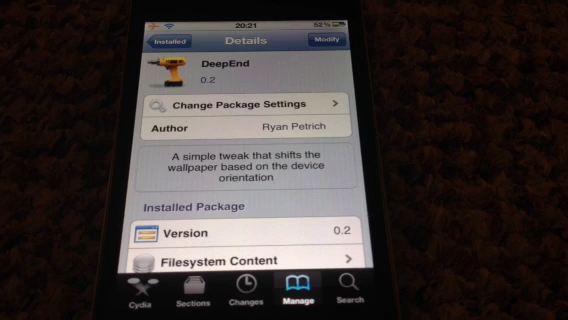 20:21
52%
Installed
Details
Modify
DeepEnd
0.2
Change Package Settings
Author
Ryan Petrich
A simple tweak that shifts the
wallpaper based on the device
orientation
Installed Package
Version
0.2
Filesystem Content
Cydia
Sections
Changes
Manage
Search